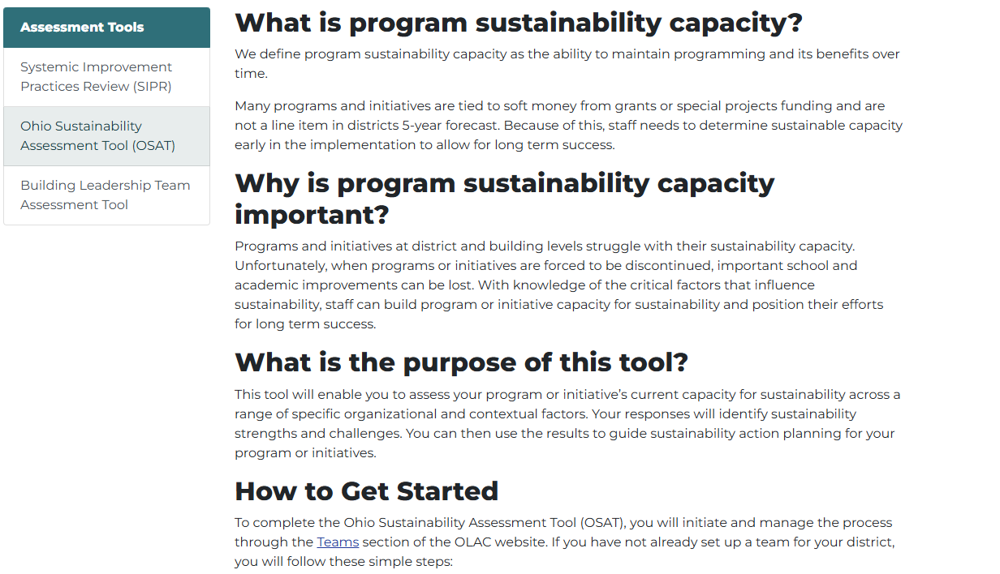 Assessment Tools
Systemic Improvement
Practices Review (SIPR)
Ohio Sustainability
Assessment Tool (OSAT)
Building Leadership Team
Assessment Tool
What is program sustainability capacity?
We define program sustainability capacity as the ability to maintain programming and its benefits over
time.
Many programs and initiatives are tied to soft money from grants or special projects funding and are
not a line item in districts 5-year forecast. Because of this, staff needs to determine sustainable capacity
early in the implementation to allow for long term success.
Why is program sustainability capacity
important?
Programs and initiatives at district and building levels struggle with their sustainability capacity.
Unfortunately, when programs or initiatives are forced to be discontinued, important school and
academic improvements can be lost. With knowledge of the critical factors that influence
sustainability, staff can build program or initiative capacity for sustainability and position their efforts
for long term success.
What is the purpose of this tool?
This tool will enable you to assess your program or initiative’s current capacity for sustainability across a
range of specific organizational and contextual factors. Your responses will identify sustainability
strengths and challenges. You can then use the results to guide sustainability action planning for your
program or initiatives.
How to Get Started
To complete the Ohio Sustainability Assessment Tool (OSAT), you will initiate and manage the process
through the Teams section of the OLAC website. If you have not already set up a team for your district,
you will follow these simple steps: